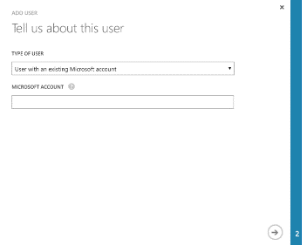 ADD USER
Tell us about this user
TYPE OF USER
User with an existing Microsoft account
MICROSOFT ACCOUNT ?
2